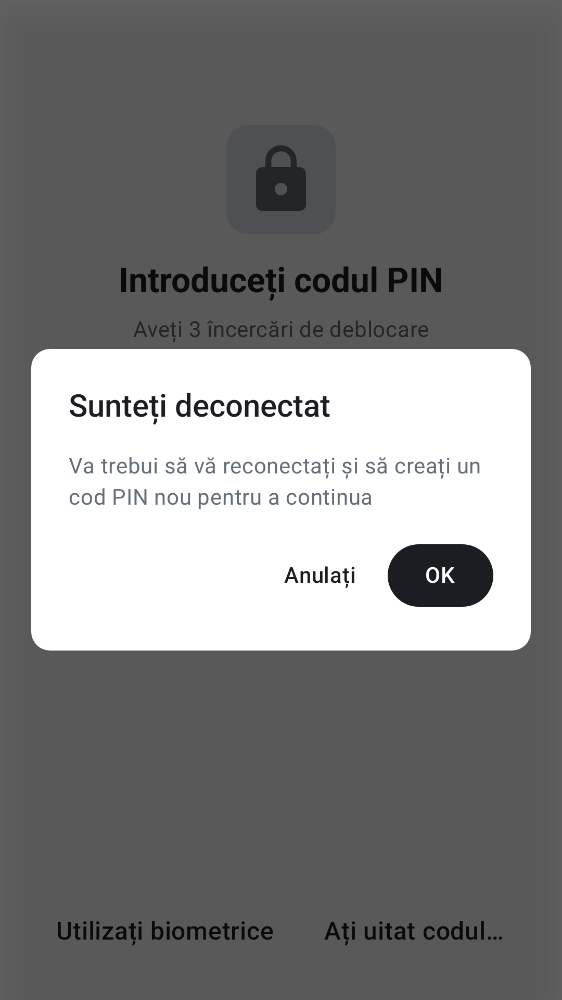 Introduceți codul PIN
Aveți 3 încercări de deblocare
Sunteți deconectat
Va trebui să vă reconectați și să creați un
cod PIN nou pentru a continua
Anulați
OK
Utilizați biometrice
Ați uitat codul…